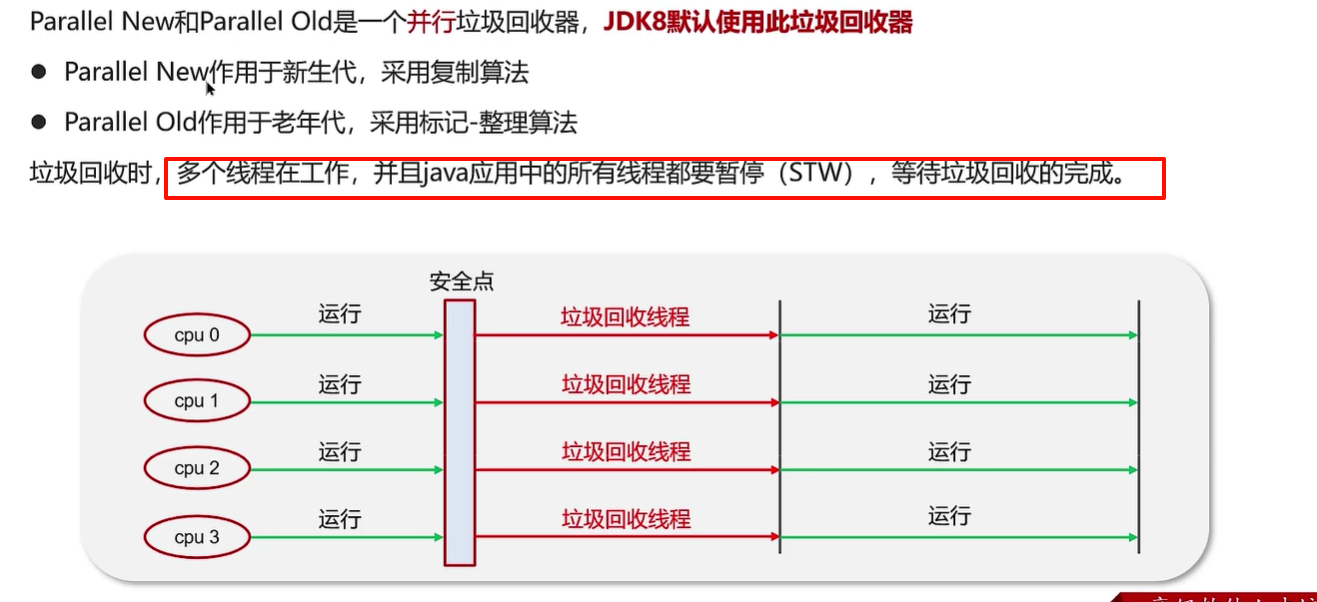 Parallel New和Parallel Old是一个并行垃圾回收器，JDK8默认使用此垃圾回收器
● Parallel New作用于新生代，采用复制算法
● Parallel Old作用于老年代，采用标记-整理算法
垃圾回收时，多个线程在工作，并且java应用中的所有线程都要暂停（STW），等待垃圾回收的完成。
安全点
cpu 0 运行 垃圾回收线程 运行
cpu 1 运行 垃圾回收线程 运行
cpu 2 运行 垃圾回收线程 运行
cpu 3 运行 垃圾回收线程 运行